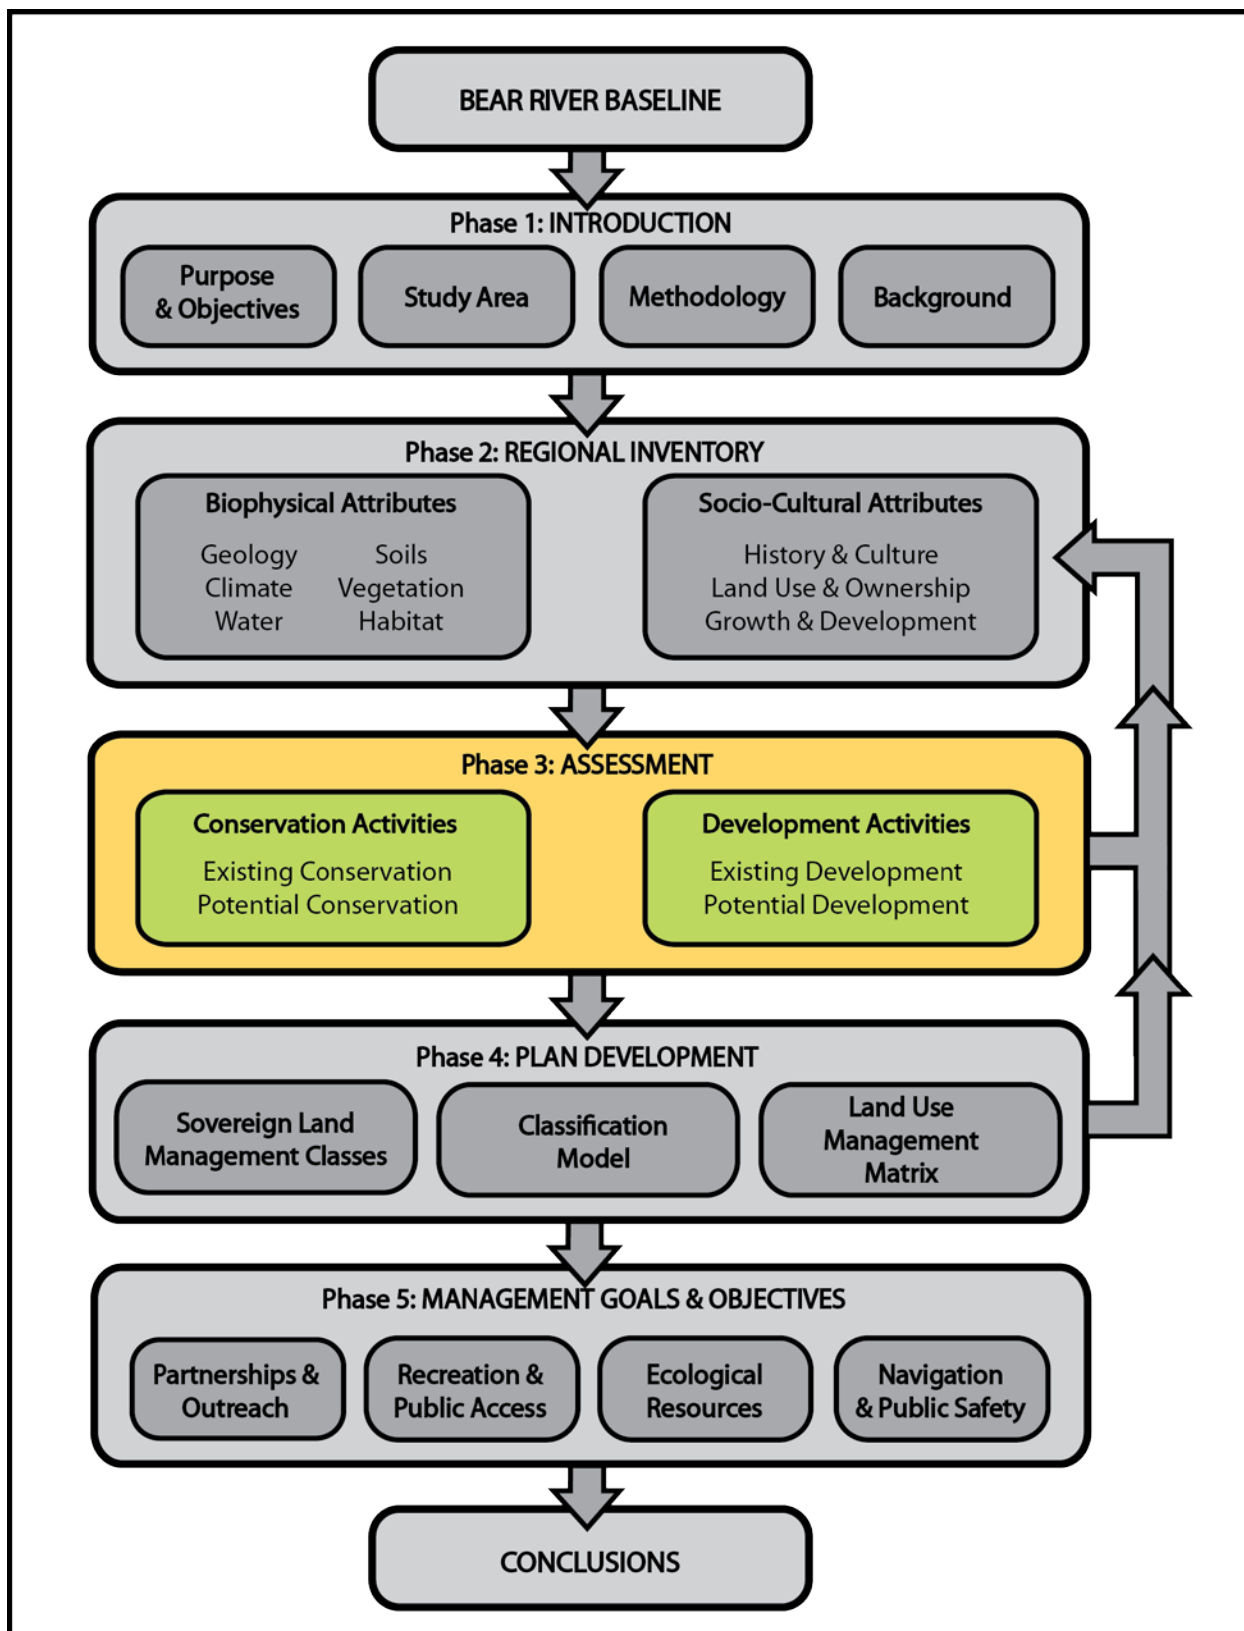 BEAR RIVER BASELINE
Phase 1: INTRODUCTION
Purpose
& Objectives
Study Area
Methodology
Background
Phase 2: REGIONAL INVENTORY
Biophysical Attributes
Geology
Soils
Climate
Vegetation
Water
Habitat
Socio-Cultural Attributes
History & Culture
Land Use & Ownership
Growth & Development
Phase 3: ASSESSMENT
Conservation Activities
Existing Conservation
Potential Conservation
Development Activities
Existing Development
Potential Development
Phase 4: PLAN DEVELOPMENT
Sovereign Land
Management Classes
Classification
Model
Land Use
Management
Matrix
Phase 5: MANAGEMENT GOALS & OBJECTIVES
Partnerships &
Outreach
Recreation &
Public Access
Ecological
Resources
Navigation
& Public Safety
CONCLUSIONS